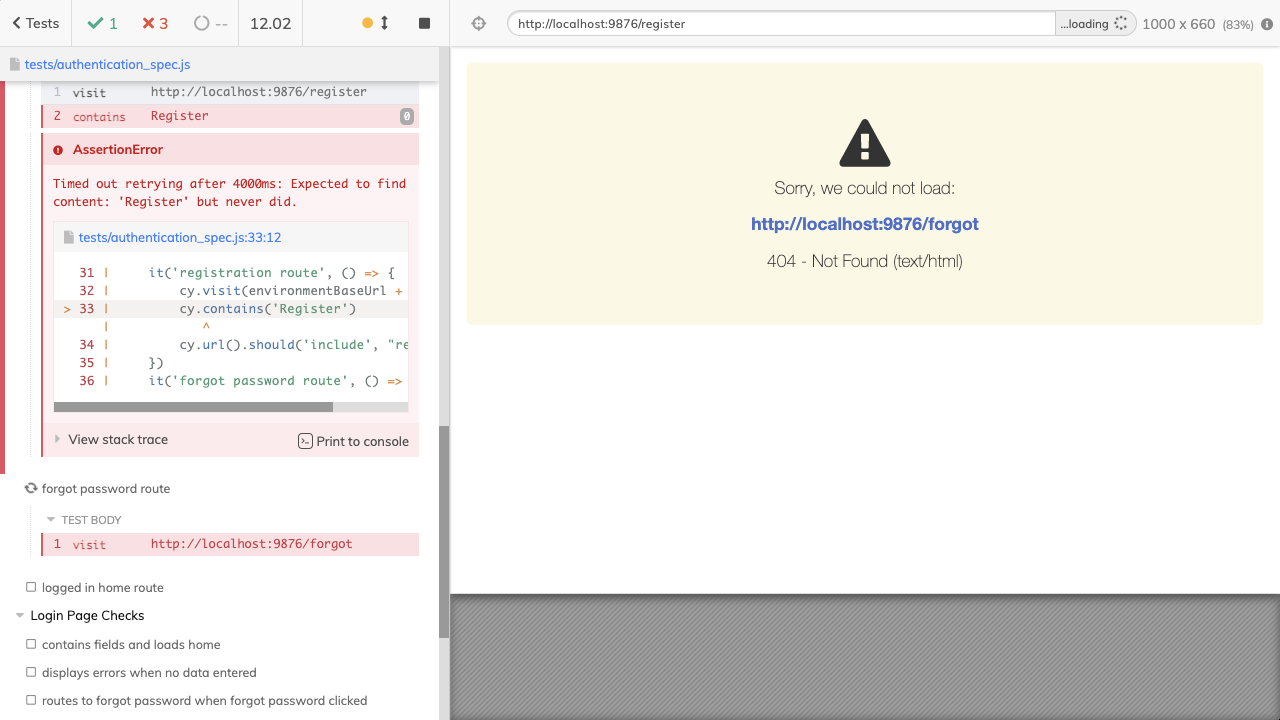 Tests
1
3
--
12.02
http://localhost:9876/register
...loading
1000 x 660 (83%)
tests/authentication_spec.js
1 visit http://localhost:9876/register
2 contains Register 0
AssertionError
Timed out retrying after 4000ms: Expected to find
content: 'Register' but never did.
tests/authentication_spec.js:33:12
31 | it('registration route', () => {
32 | cy.visit(environmentBaseUrl +
> 33 | cy.contains('Register')
| ^
34 | cy.url().should('include', "re
35 | })
36 | it('forgot password route', () =>
View stack trace
Print to console
forgot password route
TEST BODY
1 visit http://localhost:9876/forgot
logged in home route
Login Page Checks
contains fields and loads home
displays errors when no data entered
routes to forgot password when forgot password clicked
Sorry, we could not load:
http://localhost:9876/forgot
404 - Not Found (text/html)